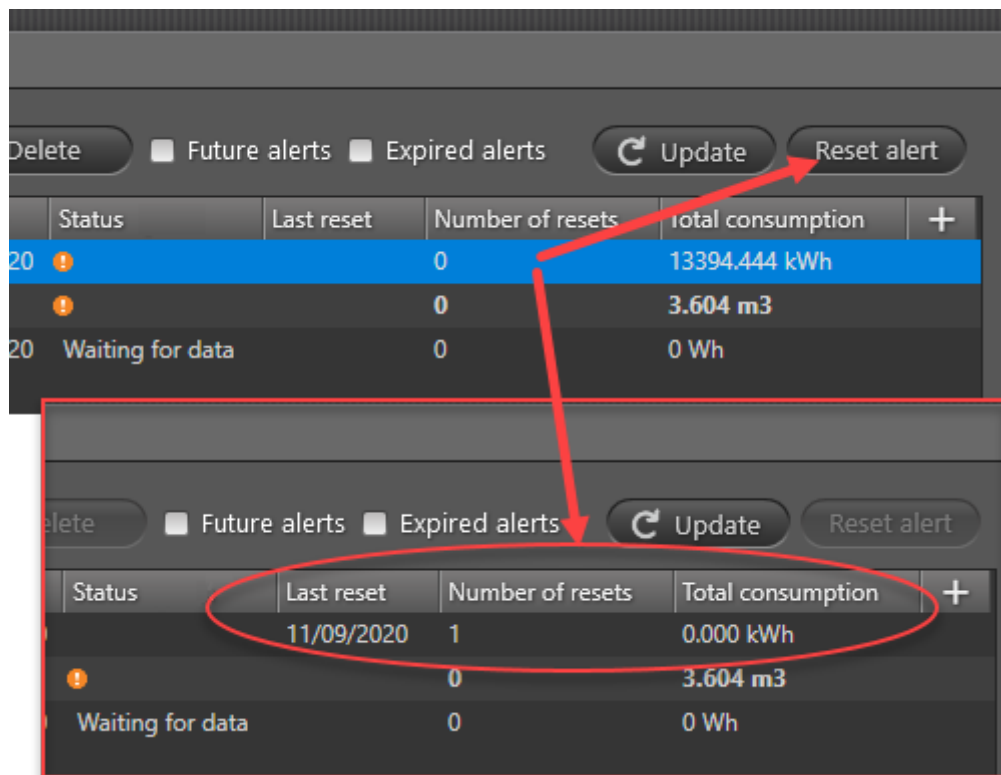 Delete Future alerts Expired alerts Update Reset alert
Status Last reset Number of resets Total consumption +
20 0 13394.444 kWh
0 3.604 m3
20 Waiting for data 0 0 Wh
elete Future alerts Expired alerts Update Reset alert
Status Last reset Number of resets Total consumption +
11/09/2020 1 0.000 kWh
0 3.604 m3
Waiting for data 0 0 Wh